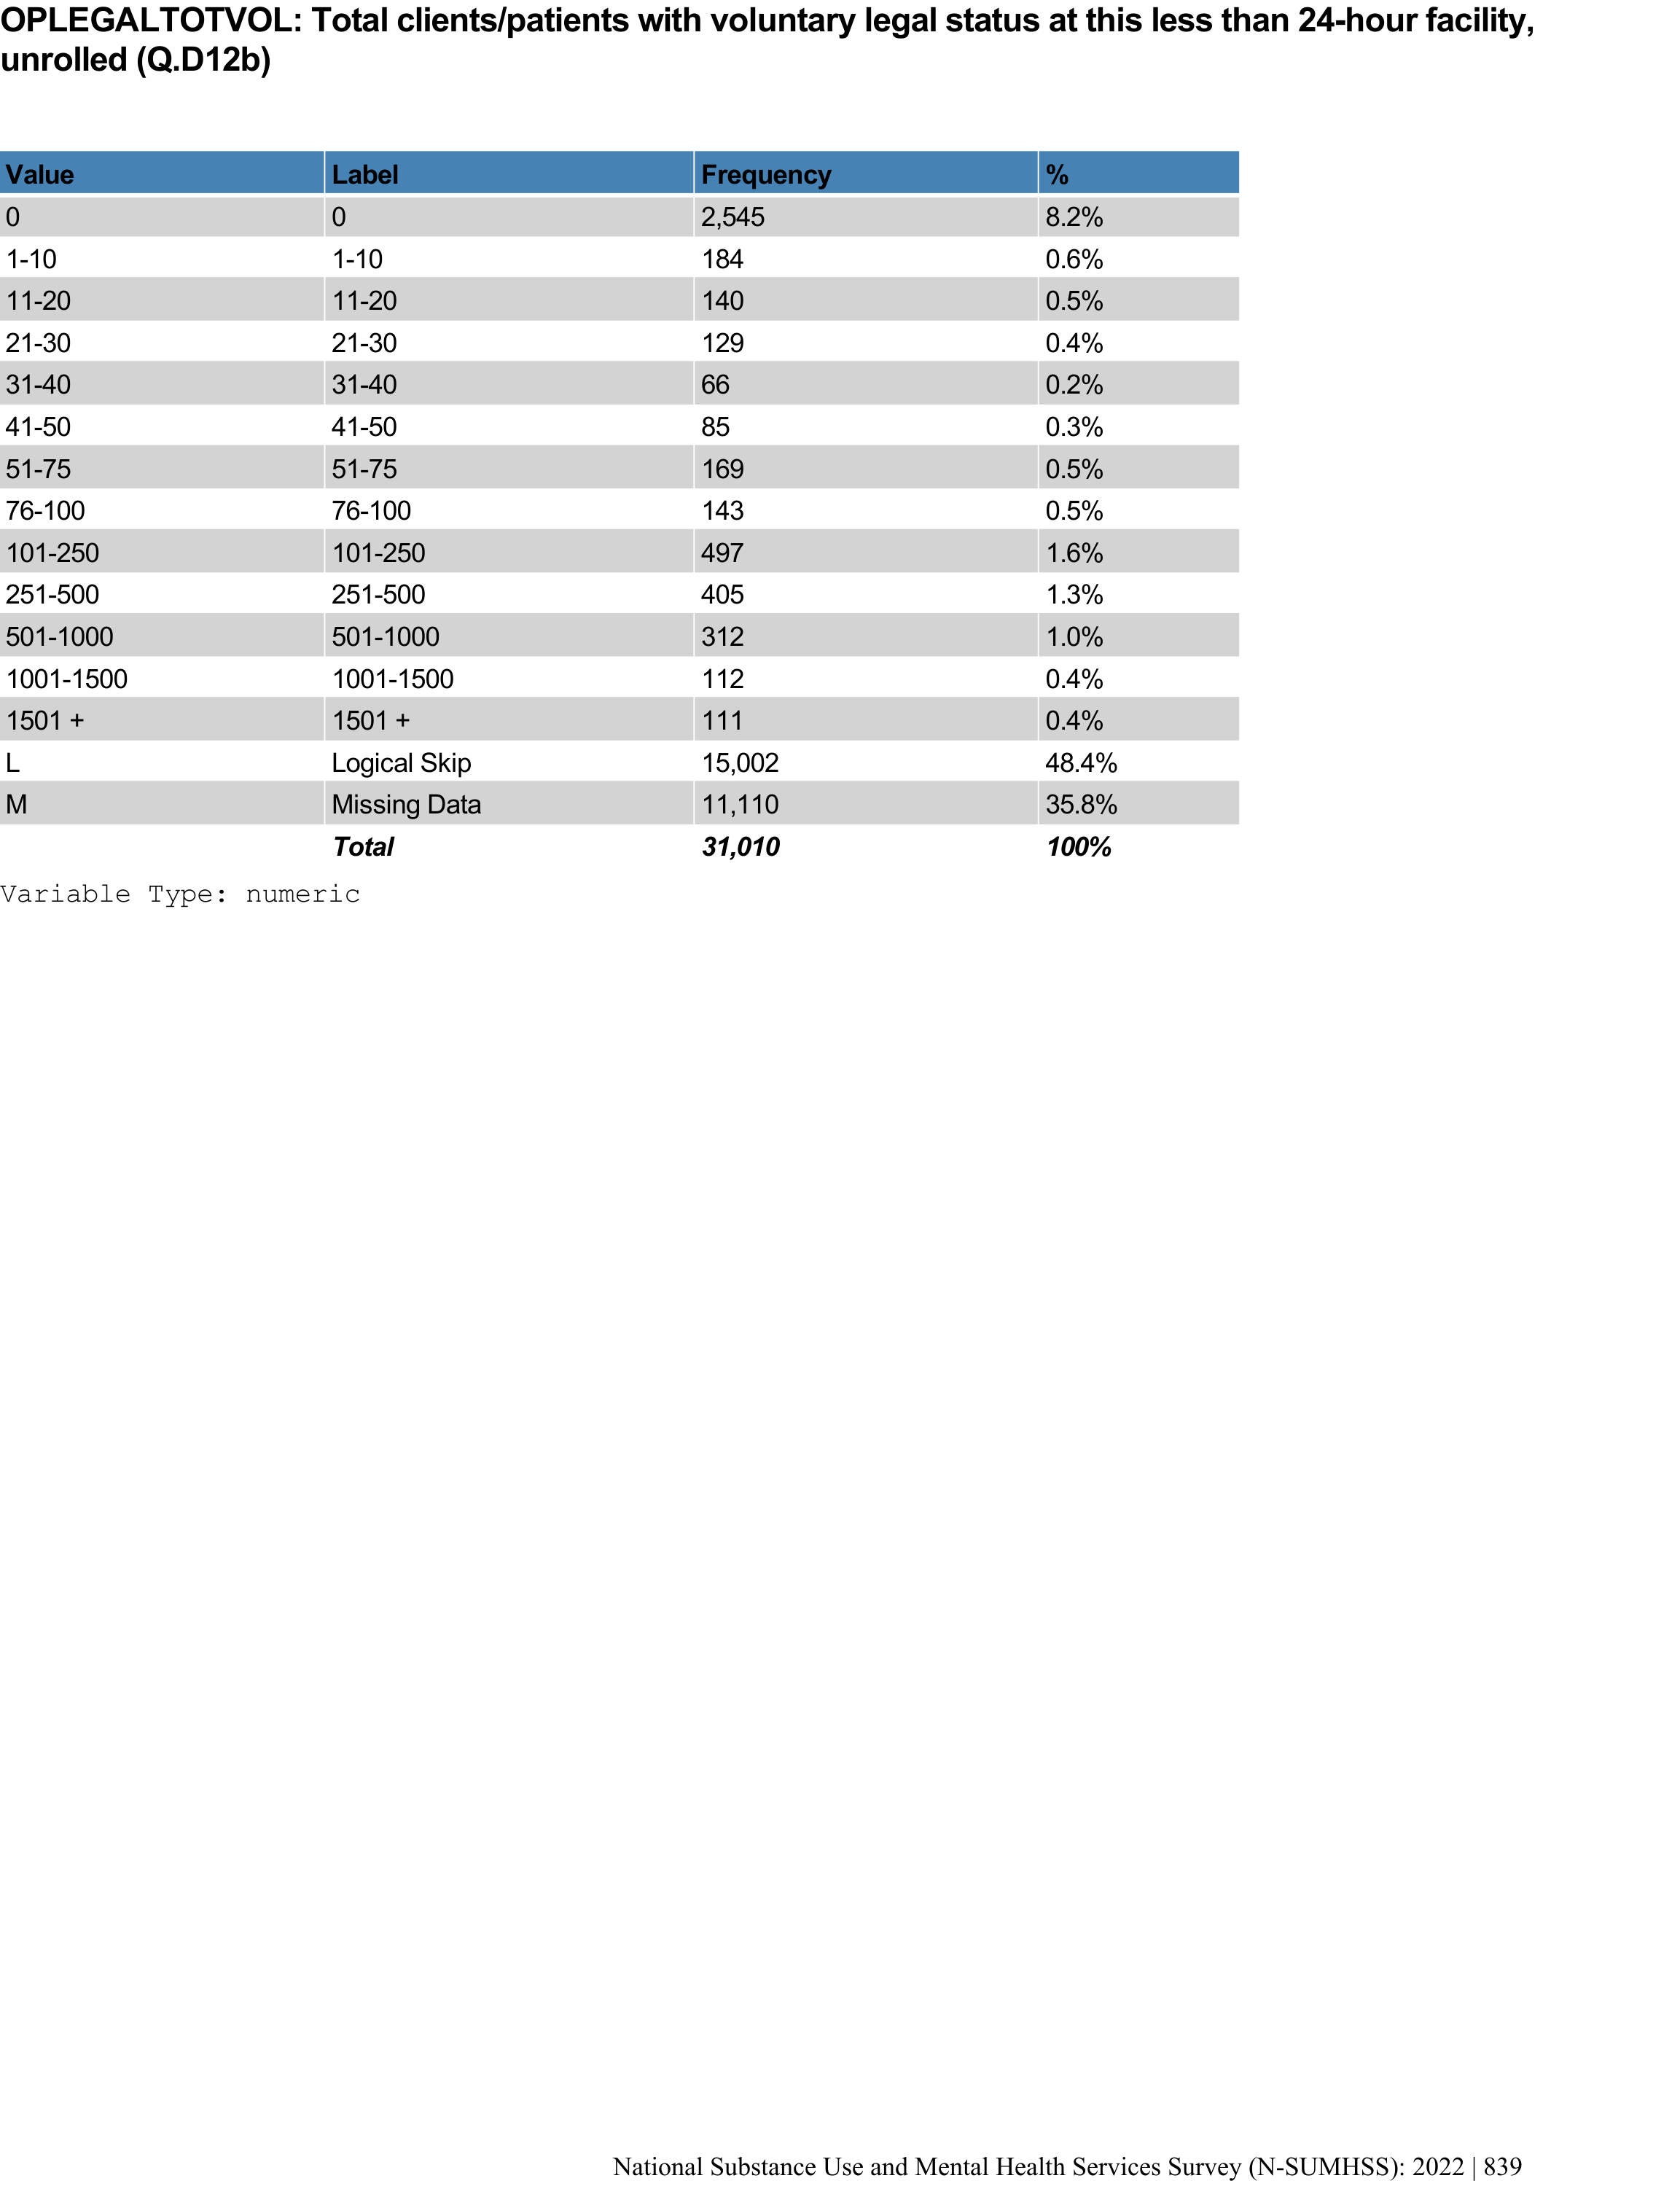 OPLEGALTOTVOL: Total clients/patients with voluntary legal status at this less than 24-hour facility,
unrolled (Q.D12b)
Value Label Frequency %
0 0 2,545 8.2%
1-10 1-10 184 0.6%
11-20 11-20 140 0.5%
21-30 21-30 129 0.4%
31-40 31-40 66 0.2%
41-50 41-50 85 0.3%
51-75 51-75 169 0.5%
76-100 76-100 143 0.5%
101-250 101-250 497 1.6%
251-500 251-500 405 1.3%
501-1000 501-1000 312 1.0%
1001-1500 1001-1500 112 0.4%
1501 + 1501 + 111 0.4%
L Logical Skip 15,002 48.4%
M Missing Data 11,110 35.8%
Total 31,010 100%
Variable Type: numeric
National Substance Use and Mental Health Services Survey (N-SUMHSS): 2022 | 839